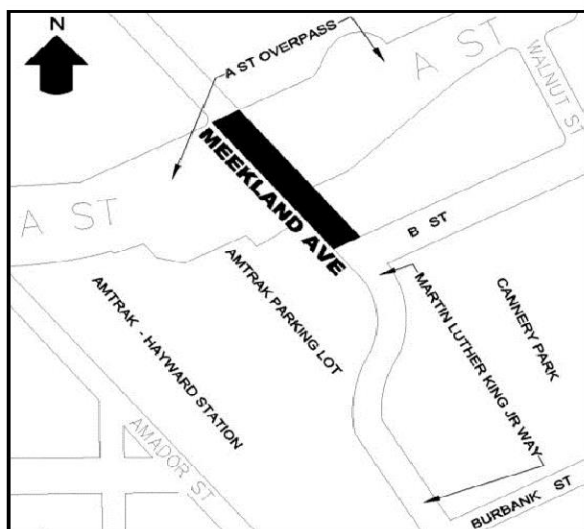 N
A ST OVERPASS
A ST
WALNUT ST
MEEKLAND AVE
A ST
B ST
AMTRAK PARKING LOT
AMTRAK - HAYWARD STATION
MARTIN LUTHER KING JR WAY
CANNERY PARK
AMADOR ST
BURBANK ST